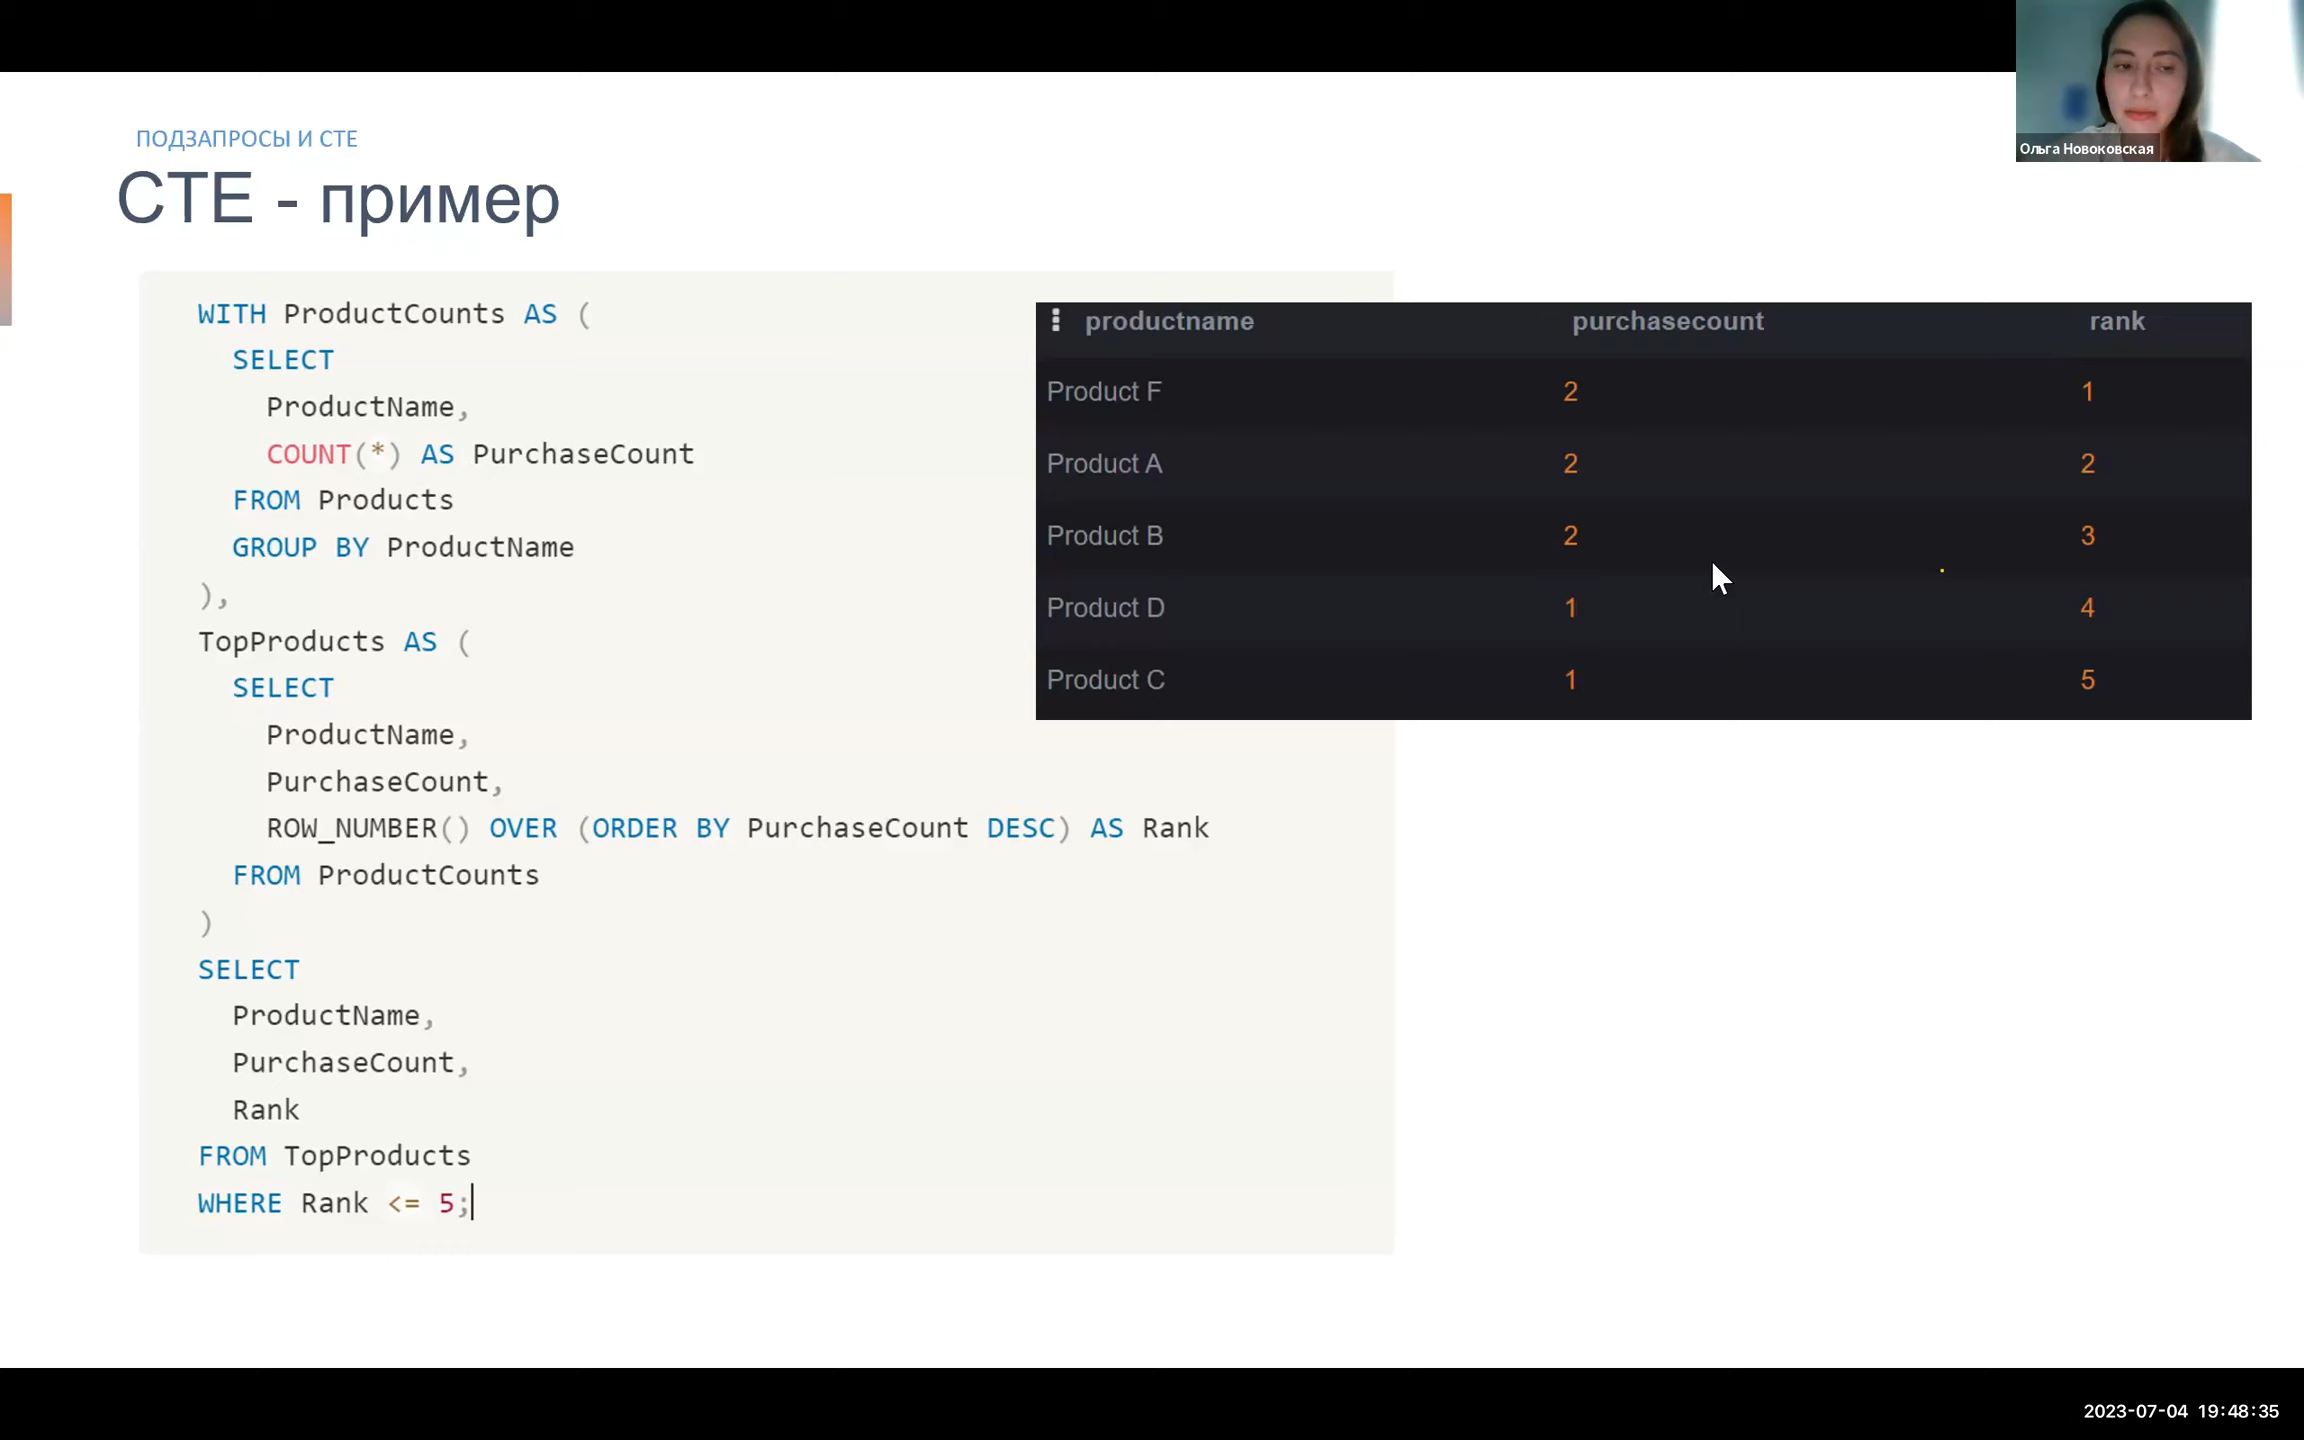 Ольга Новоковская
ПОДЗАПРОСЫ И СТЕ
СТЕ - пример
WITH ProductCounts AS (
SELECT
ProductName,
COUNT(*) AS PurchaseCount
FROM Products
GROUP BY ProductName
),
TopProducts AS (
SELECT
ProductName,
PurchaseCount,
ROW_NUMBER() OVER (ORDER BY PurchaseCount DESC) AS Rank
FROM ProductCounts
)
SELECT
ProductName,
PurchaseCount,
Rank
FROM TopProducts
WHERE Rank <= 5;
productname purchasecount rank
Product F 2 1
Product A 2 2
Product B 2 3
Product D 1 4
Product C 1 5
2023-07-04 19:48:35